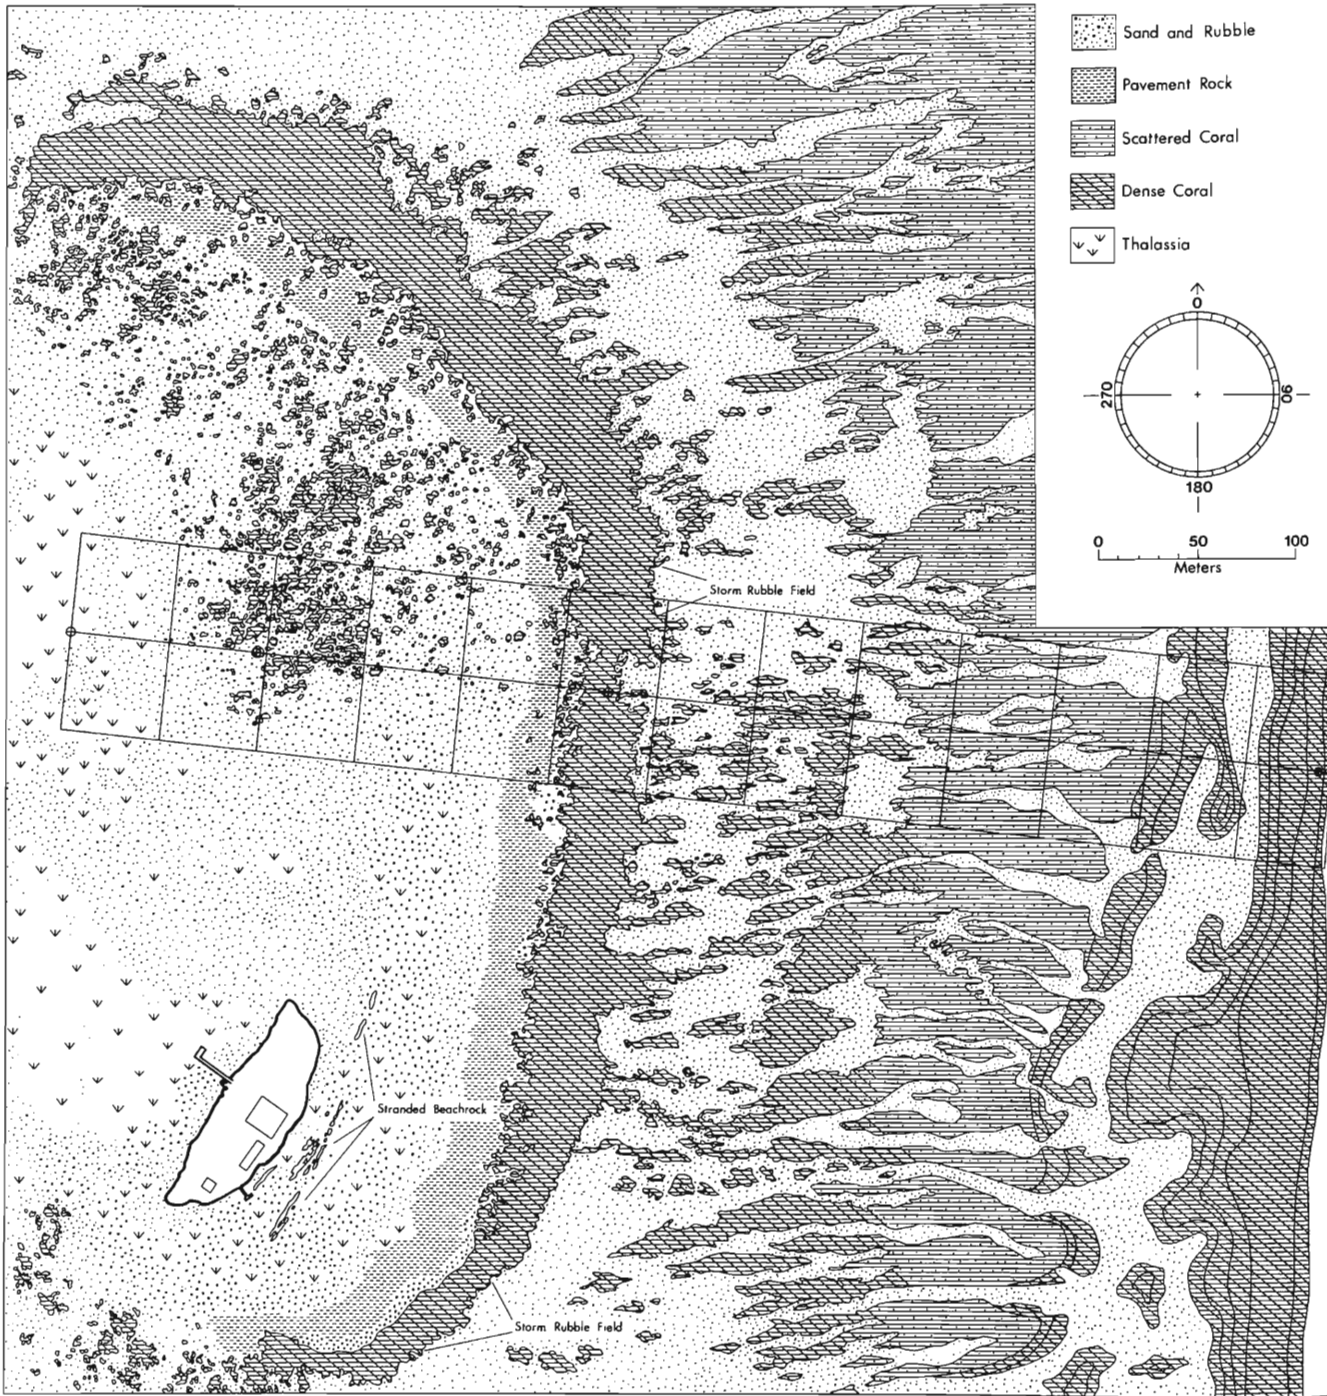 Sand and Rubble
Pavement Rock
Scattered Coral
Dense Coral
Thalassia
0
270
90
180
0 50 100
Meters
Storm Rubble Field
Stranded Beachrock
Storm Rubble Field